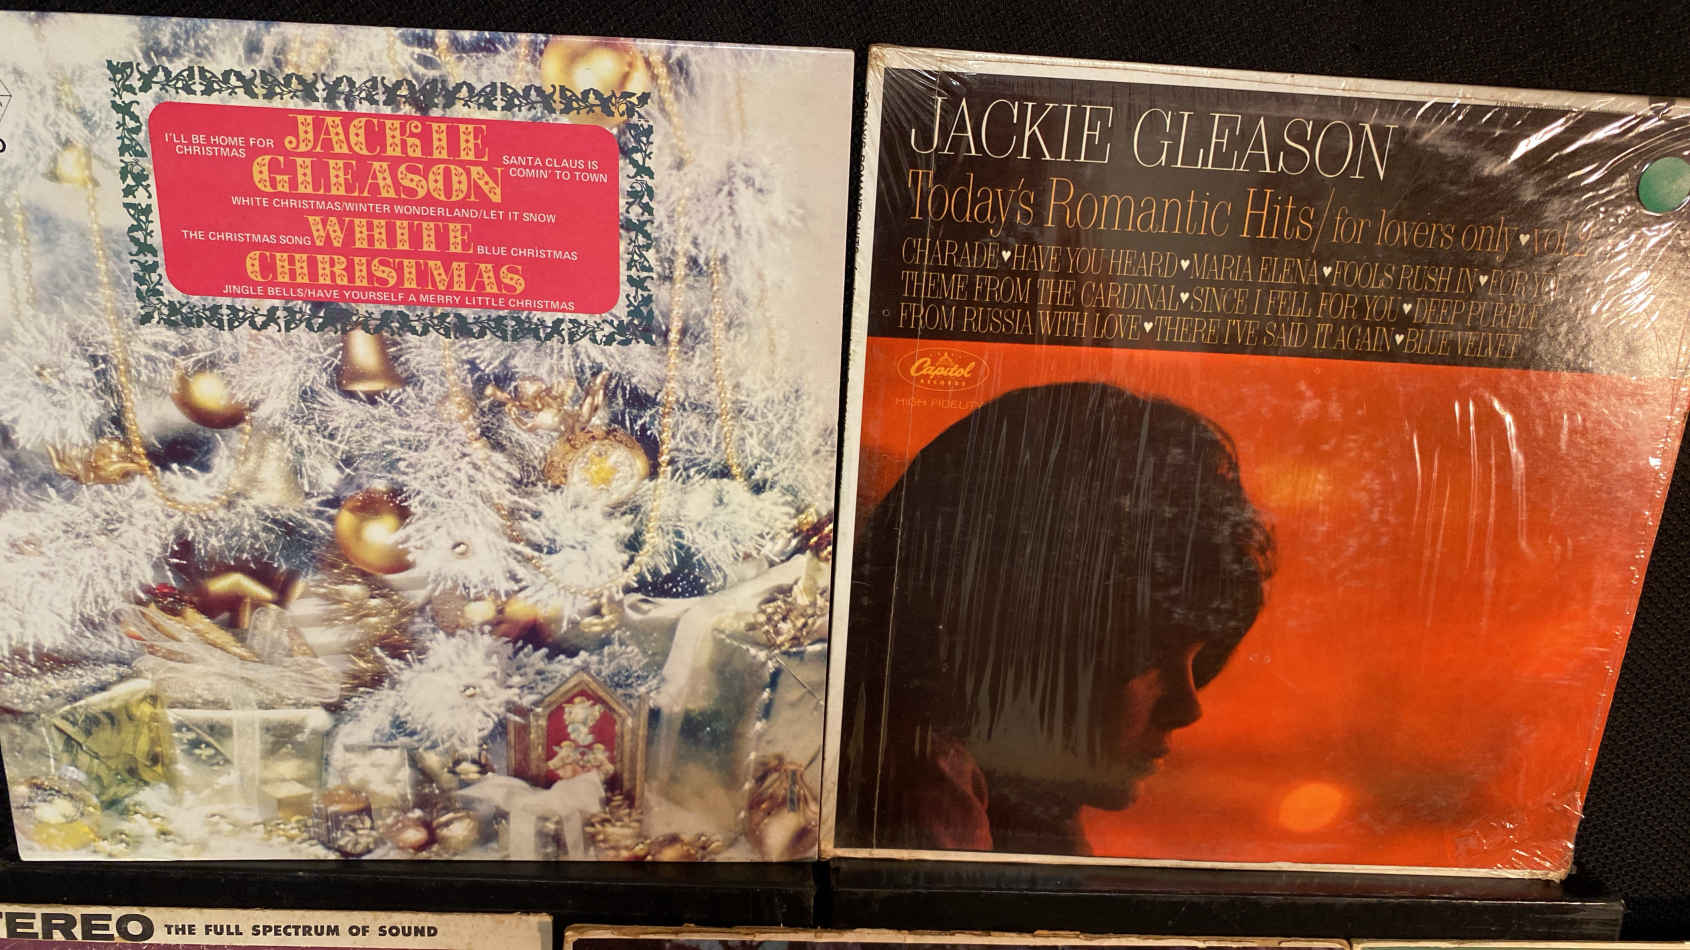 I'LL BE HOME FOR
CHRISTMAS
JACKIE
GLEASON
SANTA CLAUS IS
COMIN' TO TOWN
WHITE CHRISTMAS/WINTER WONDERLAND/LET IT SNOW
THE CHRISTMAS SONG WHITE BLUE CHRISTMAS
CHRISTMAS
JINGLE BELLS/HAVE YOURSELF A MERRY LITTLE CHRISTMAS
JACKIE GLEASON
Today's Romantic Hits/for lovers only♥vol.
CHARADE♥HAVE YOU HEARD♥MARIA ELENA♥FOOLS RUSH IN♥FOR
THEME FROM THE CARDINAL♥SINCE I FELL FOR YOU♥DEEP PURPLE
FROM RUSSIA WITH LOVE♥THERE I'VE SAID IT AGAIN♥BLUE VELVET
Capitol
RECORDS
HIGH FIDELITY
TEREO THE FULL SPECTRUM OF SOUND